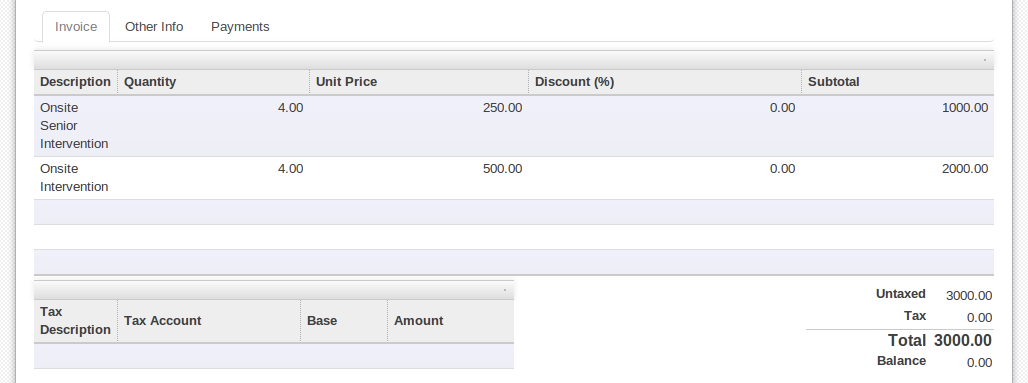 Invoice Other Info Payments
Description Quantity Unit Price Discount (%) Subtotal
Onsite Senior Intervention 4.00 250.00 0.00 1000.00
Onsite Intervention 4.00 500.00 0.00 2000.00
Tax Description Tax Account Base Amount
Untaxed 3000.00
Tax 0.00
Total 3000.00
Balance 0.00